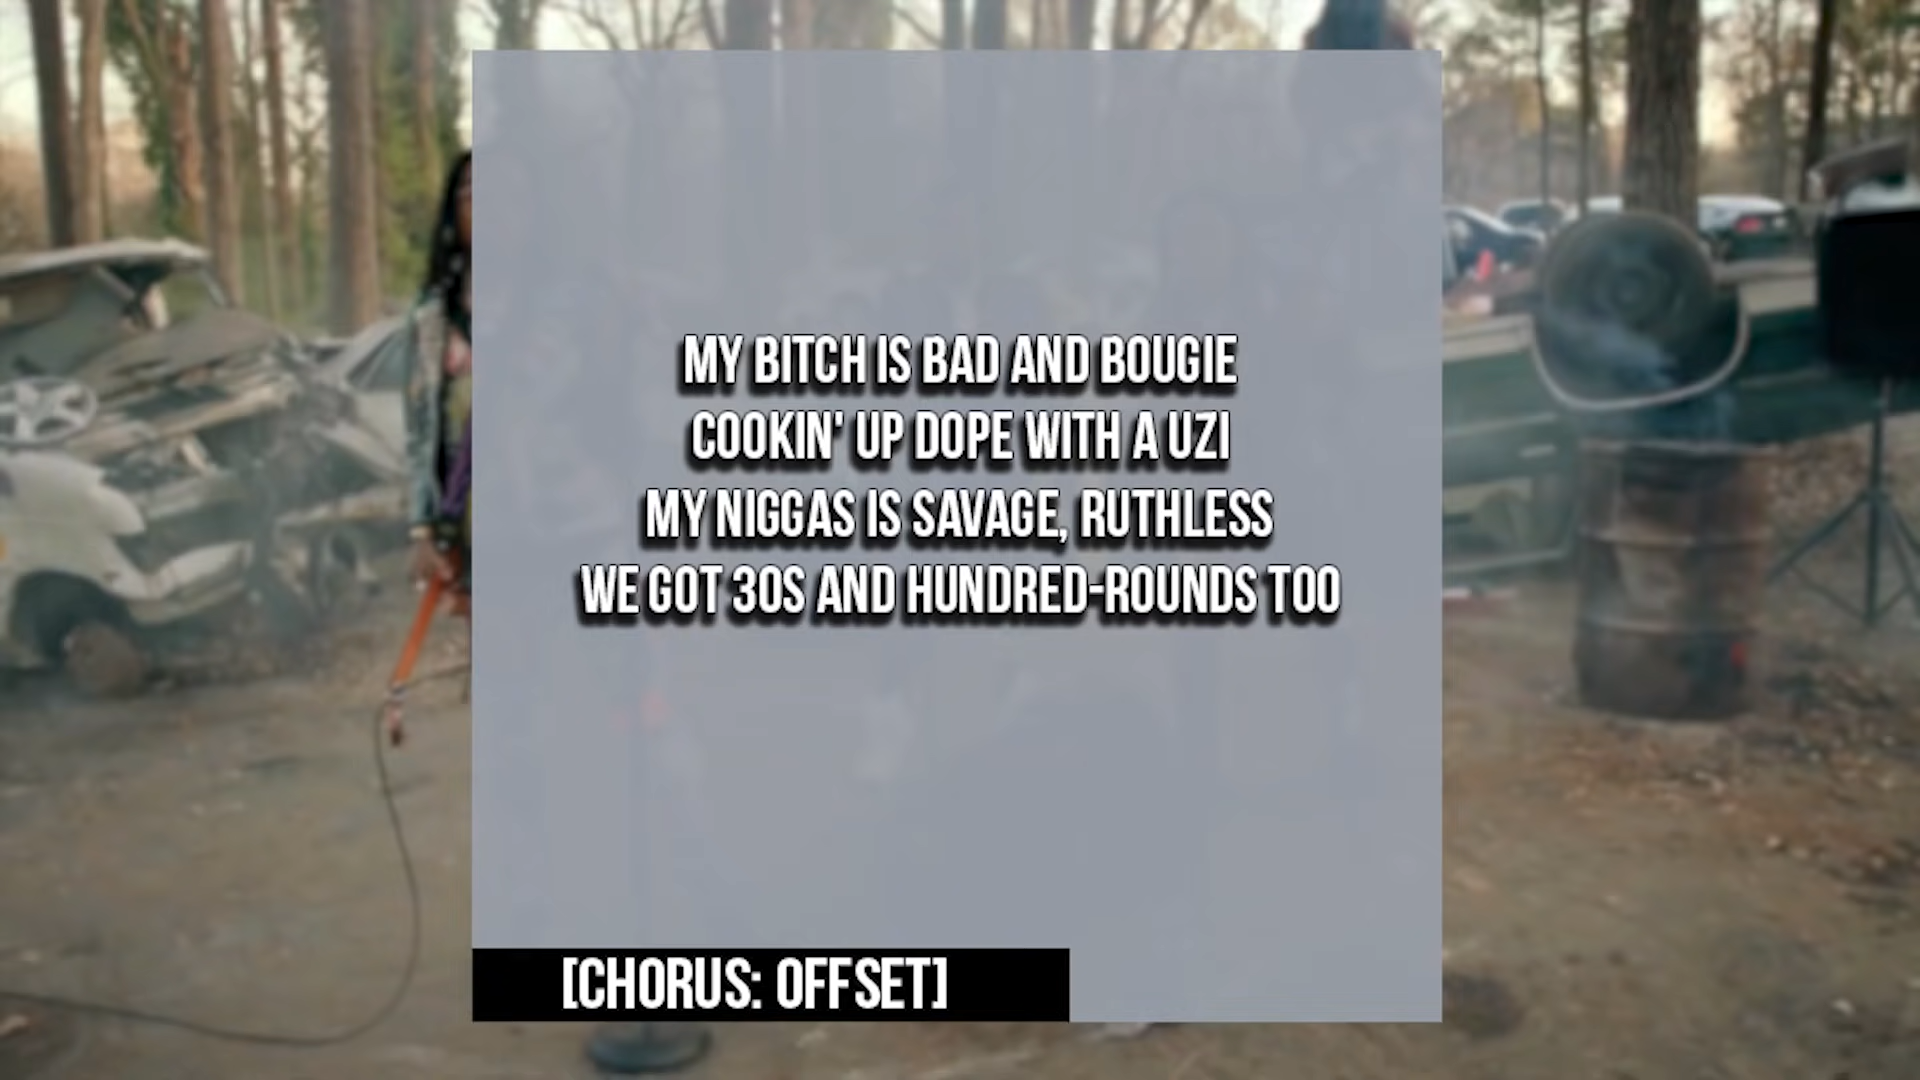 MY BITCH IS BAD AND BOUGIE
COOKIN' UP DOPE WITH A UZI
MY NIGGAS IS SAVAGE, RUTHLESS
WE GOT 30S AND HUNDRED-ROUNDS TOO
[CHORUS: OFFSET]